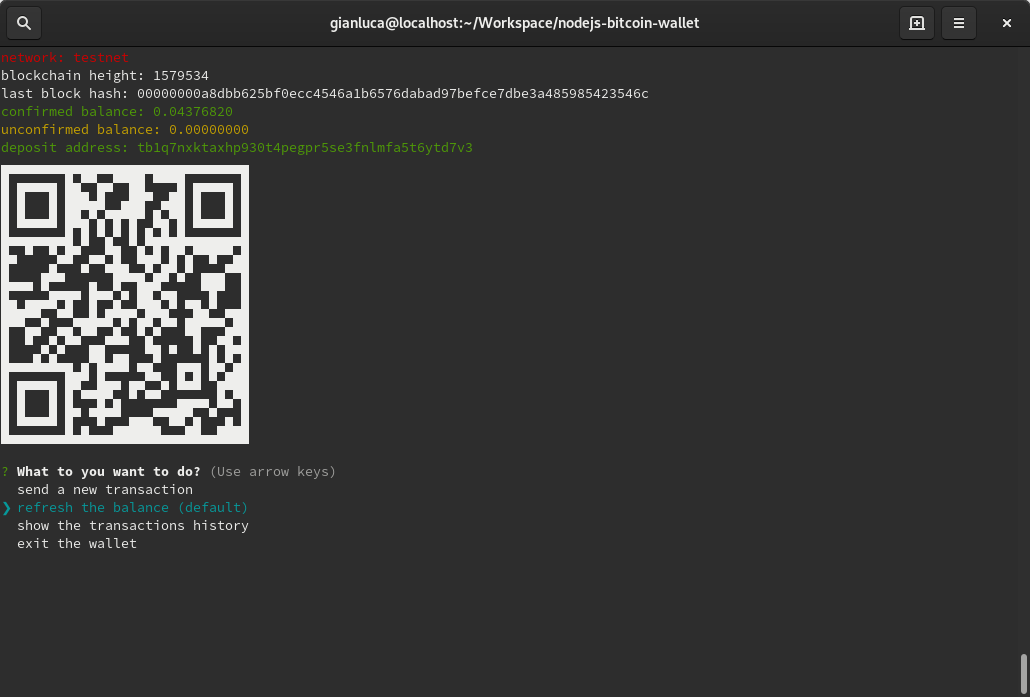 gianluca@localhost:~/Workspace/nodejs-bitcoin-wallet
network: testnet
blockchain height: 1579534
last block hash: 00000000a8dbb625bf0ecc4546a1b6576dabad97befce7dbe3a485985423546c
confirmed balance: 0.04376820
unconfirmed balance: 0.00000000
deposit address: tb1q7nxktaxhp930t4pegpr5se3fnlmfa5t6ytd7v3
? What to you want to do? (Use arrow keys)
send a new transaction
❯ refresh the balance (default)
show the transactions history
exit the wallet